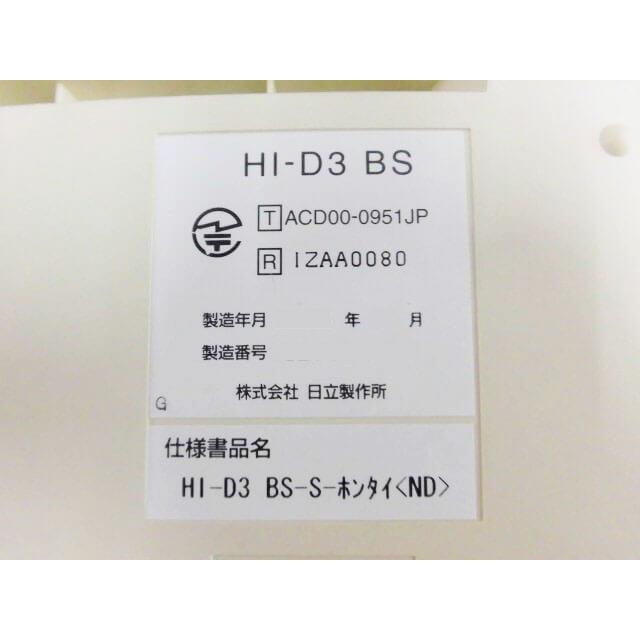 HI-D3 BS
T ACD00-0951JP
R IZAA0080
製造年月 年 月
製造番号
株式会社 日立製作所
G
仕様書品名
HI-D3 BS-S-ホンタイ<ND>